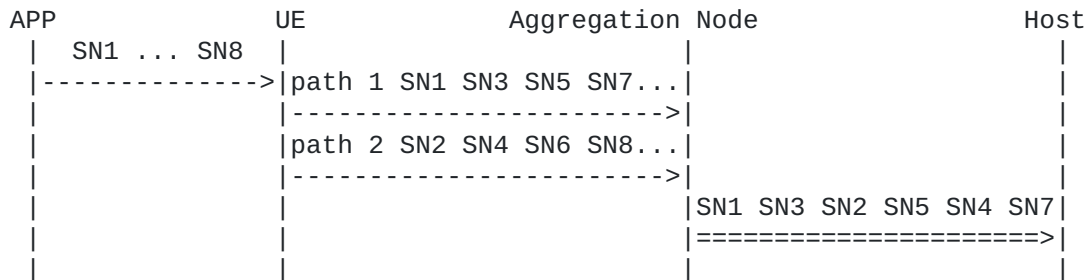 APP UE Aggregation Node Host
| SN1 ... SN8 | | |
|-------------->|path 1 SN1 SN3 SN5 SN7...| |
| |------------------------>| |
| |path 2 SN2 SN4 SN6 SN8...| |
| |------------------------>| |
| | |SN1 SN3 SN2 SN5 SN4 SN7|
| | |======================>|
| | | |